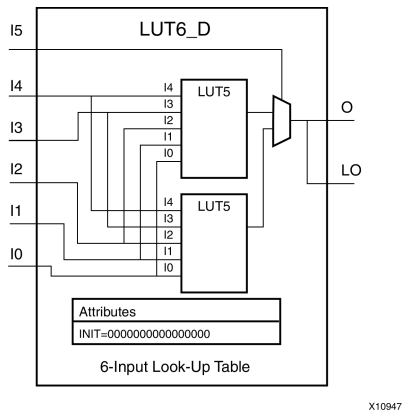 LUT6_D
I5
I4
I3
I2
I1
I0
I4
I3
I2
I1
I0
LUT5
I4
I3
I2
I1
I0
LUT5
O
LO
Attributes
INIT=0000000000000000
6-Input Look-Up Table
X10947